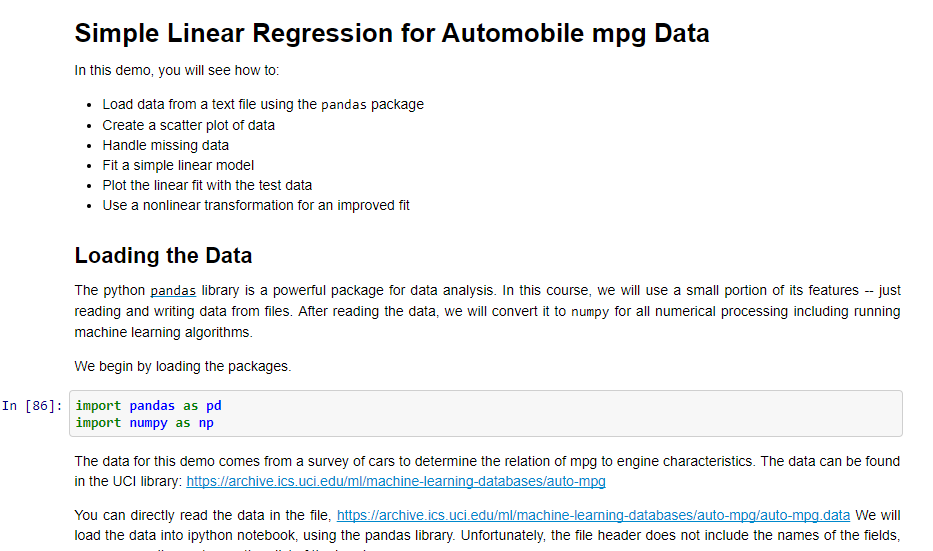 Simple Linear Regression for Automobile mpg Data
In this demo, you will see how to:
• Load data from a text file using the pandas package
• Create a scatter plot of data
• Handle missing data
• Fit a simple linear model
• Plot the linear fit with the test data
• Use a nonlinear transformation for an improved fit
Loading the Data
The python pandas library is a powerful package for data analysis. In this course, we will use a small portion of its features -- just
reading and writing data from files. After reading the data, we will convert it to numpy for all numerical processing including running
machine learning algorithms.
We begin by loading the packages.
In [86]: import pandas as pd
import numpy as np
The data for this demo comes from a survey of cars to determine the relation of mpg to engine characteristics. The data can be found
in the UCI library: https://archive.ics.uci.edu/ml/machine-learning-databases/auto-mpg
You can directly read the data in the file, https://archive.ics.uci.edu/ml/machine-learning-databases/auto-mpg/auto-mpg.data We will
load the data into ipython notebook, using the pandas library. Unfortunately, the file header does not include the names of the fields,